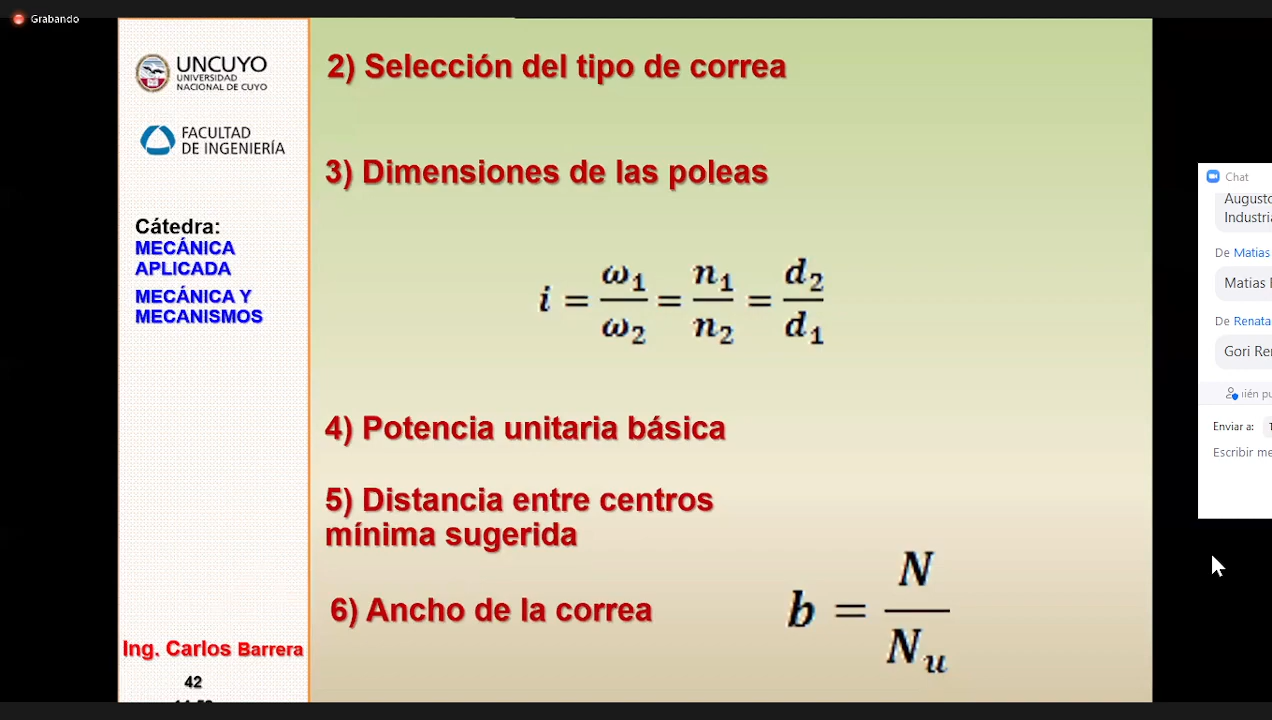 Grabando
UNCUYO
UNIVERSIDAD
NACIONAL DE CUYO
FACULTAD
DE INGENIERÍA
Cátedra:
MECÁNICA
APLICADA
MECÁNICA Y
MECANISMOS
Ing. Carlos Barrera
42
2) Selección del tipo de correa
3) Dimensiones de las poleas
i = ω1/ω2 = n1/n2 = d2/d1
4) Potencia unitaria básica
5) Distancia entre centros
mínima sugerida
6) Ancho de la correa
b = N/Nu
Chat
Augusto
Industria
De Matias
Matias
De Renata
Gori Re
Enviar a:
Escribir me